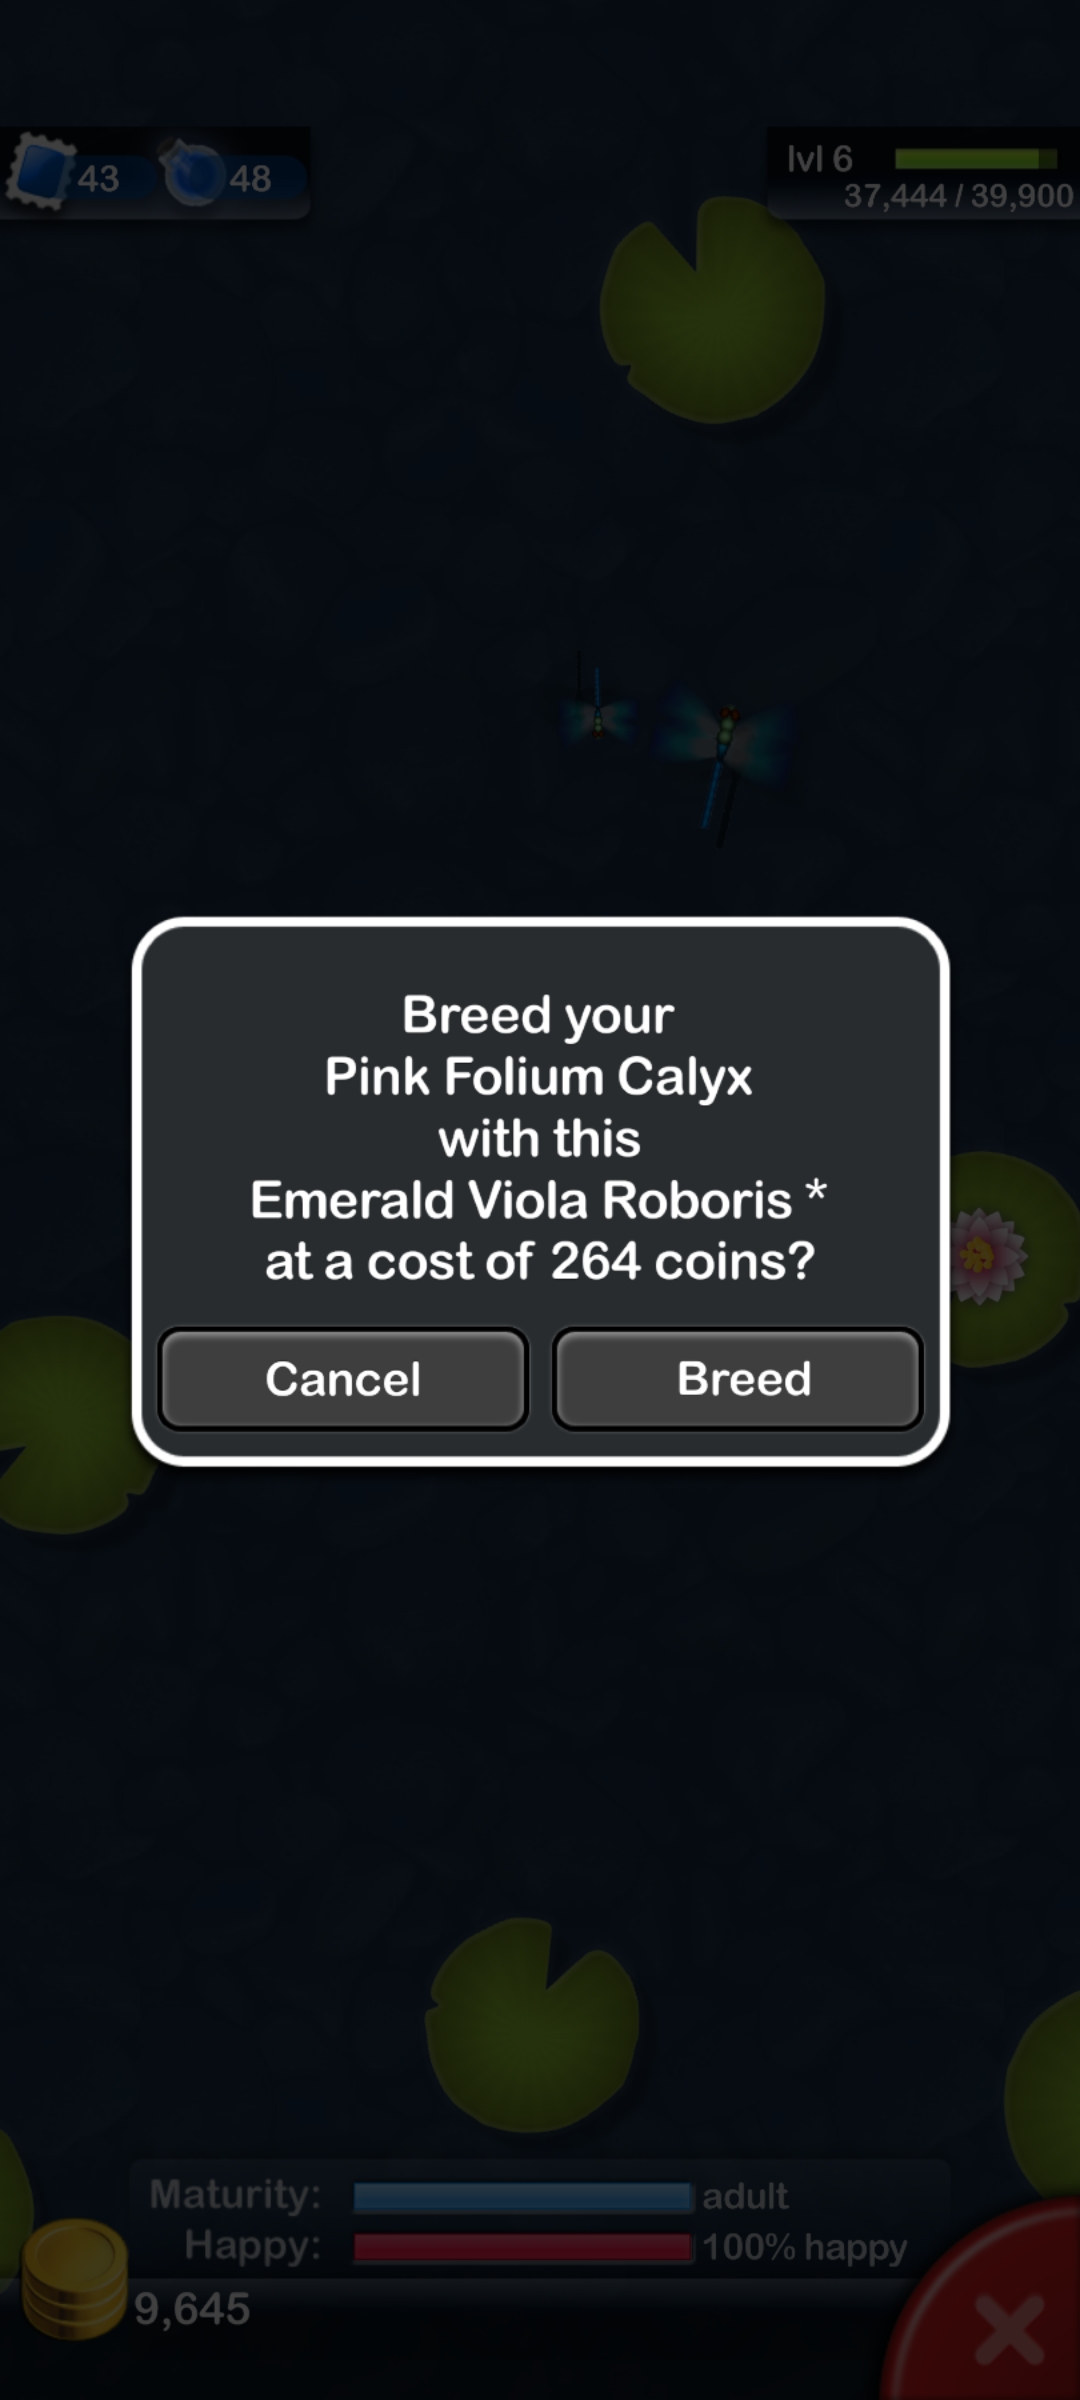 43
48
lvl 6
37,444 / 39,900
Breed your
Pink Folium Calyx
with this
Emerald Viola Roboris *
at a cost of 264 coins?
Cancel
Breed
Maturity: adult
Happy: 100% happy
9,645